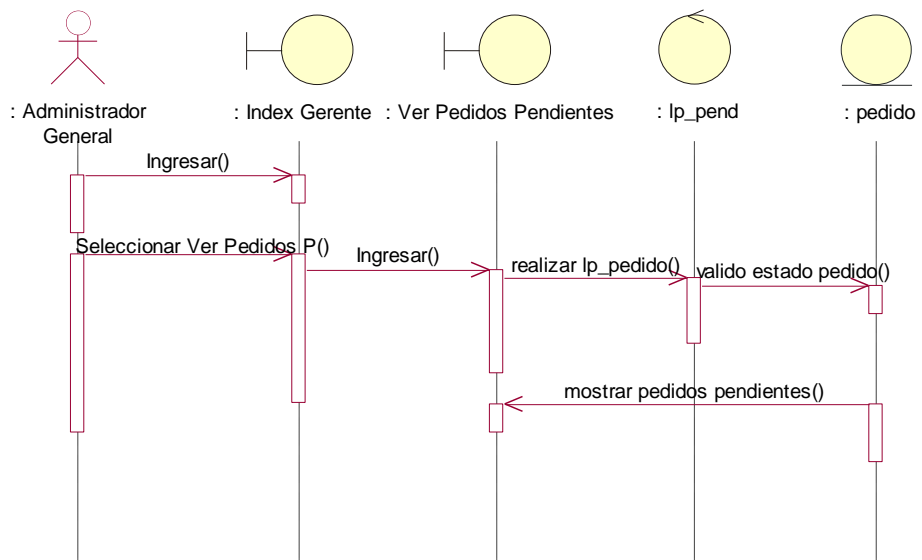 : Administrador
General
: Index Gerente
: Ver Pedidos Pendientes
: lp_pend
: pedido
Ingresar()
Seleccionar Ver Pedidos P()
Ingresar()
realizar lp_pedido()
valido estado pedido()
mostrar pedidos pendientes()